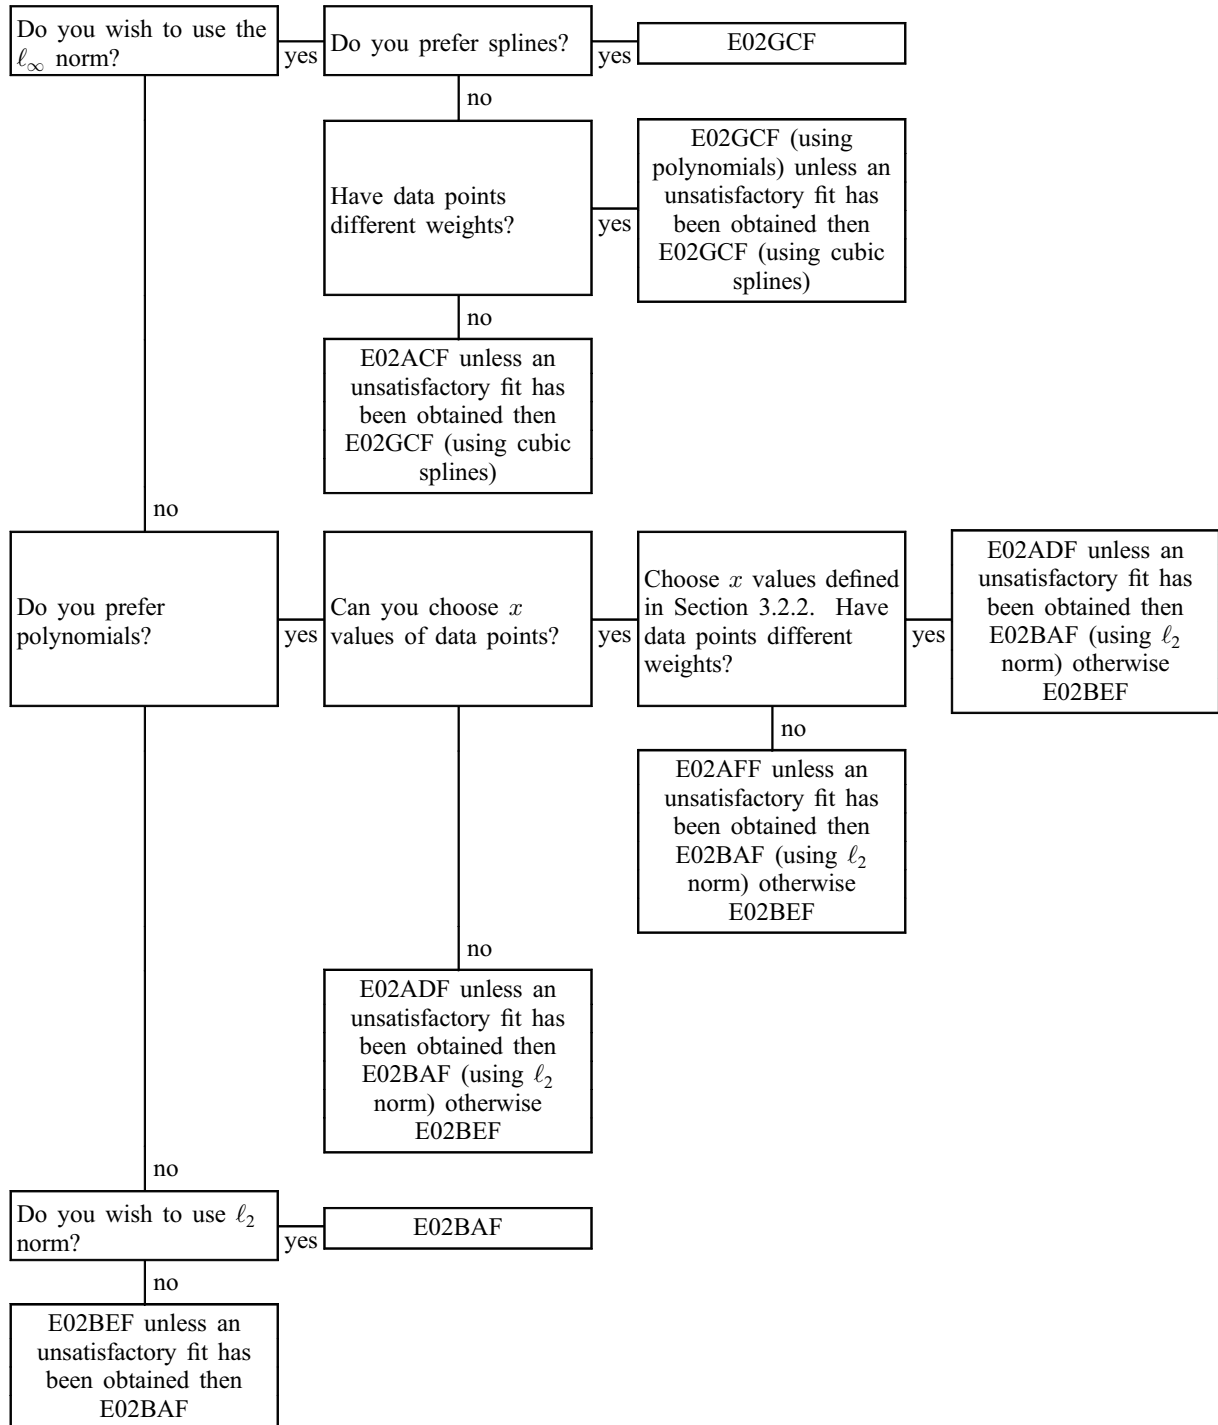 Do you wish to use the
ℓ∞ norm?
yes
Do you prefer splines?
yes
E02GCF
no
Have data points
different weights?
yes
E02GCF (using
polynomials) unless an
unsatisfactory fit has
been obtained then
E02GCF (using cubic
splines)
no
E02ACF unless an
unsatisfactory fit has
been obtained then
E02GCF (using cubic
splines)
no
Do you prefer
polynomials?
yes
Can you choose x
values of data points?
yes
Choose x values defined
in Section 3.2.2. Have
data points different
weights?
yes
E02ADF unless an
unsatisfactory fit has
been obtained then
E02BAF (using ℓ2
norm) otherwise
E02BEF
no
E02AFF unless an
unsatisfactory fit has
been obtained then
E02BAF (using ℓ2
norm) otherwise
E02BEF
no
E02ADF unless an
unsatisfactory fit has
been obtained then
E02BAF (using ℓ2
norm) otherwise
E02BEF
no
Do you wish to use ℓ2
norm?
yes
E02BAF
no
E02BEF unless an
unsatisfactory fit has
been obtained then
E02BAF